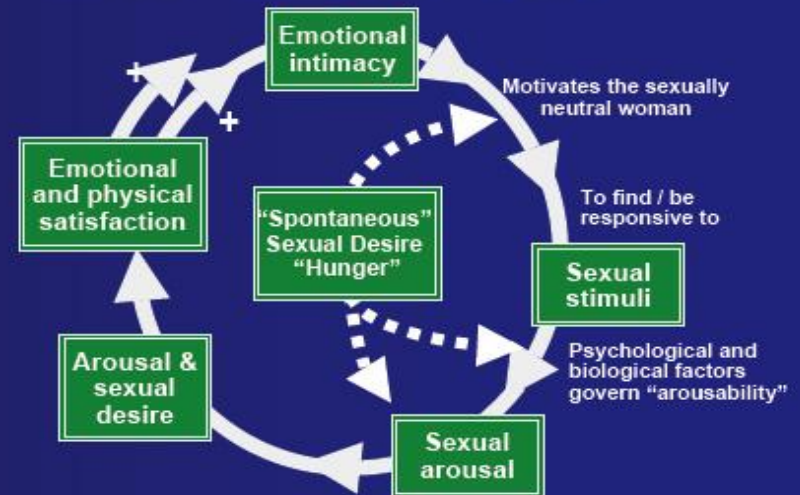 Emotional
intimacy
Motivates the sexually
neutral woman
+
+
Emotional
and physical
satisfaction
“Spontaneous”
Sexual Desire
“Hunger”
To find / be
responsive to
Sexual
stimuli
Psychological and
biological factors
govern “arousability”
Arousal &
sexual
desire
Sexual
arousal